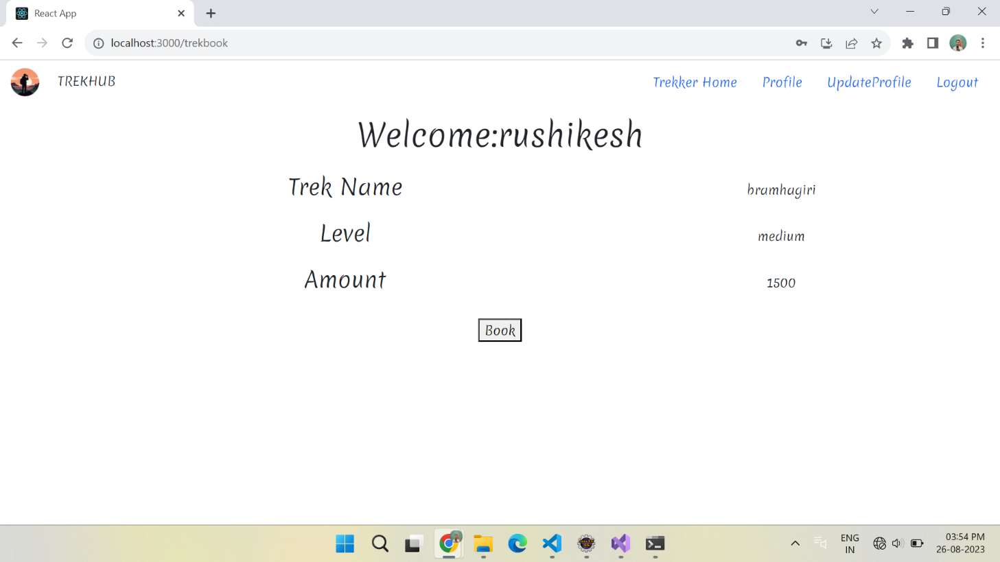 React App
localhost:3000/trekbook
TREKHUB
Trekker Home Profile UpdateProfile Logout
Welcome:rushikesh
Trek Name bramhagiri
Level medium
Amount 1500
Book
ENG
IN
03:54 PM
26-08-2023